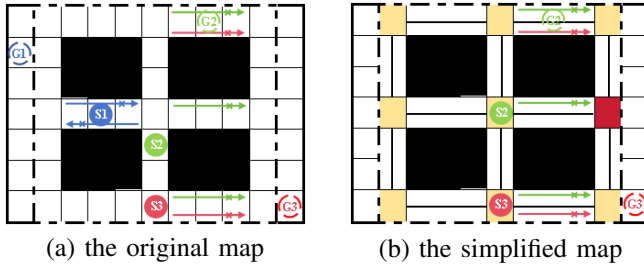 G2
G2
G1
S1
S2
S2
S3
G3
S3
G3
(a) the original map
(b) the simplified map